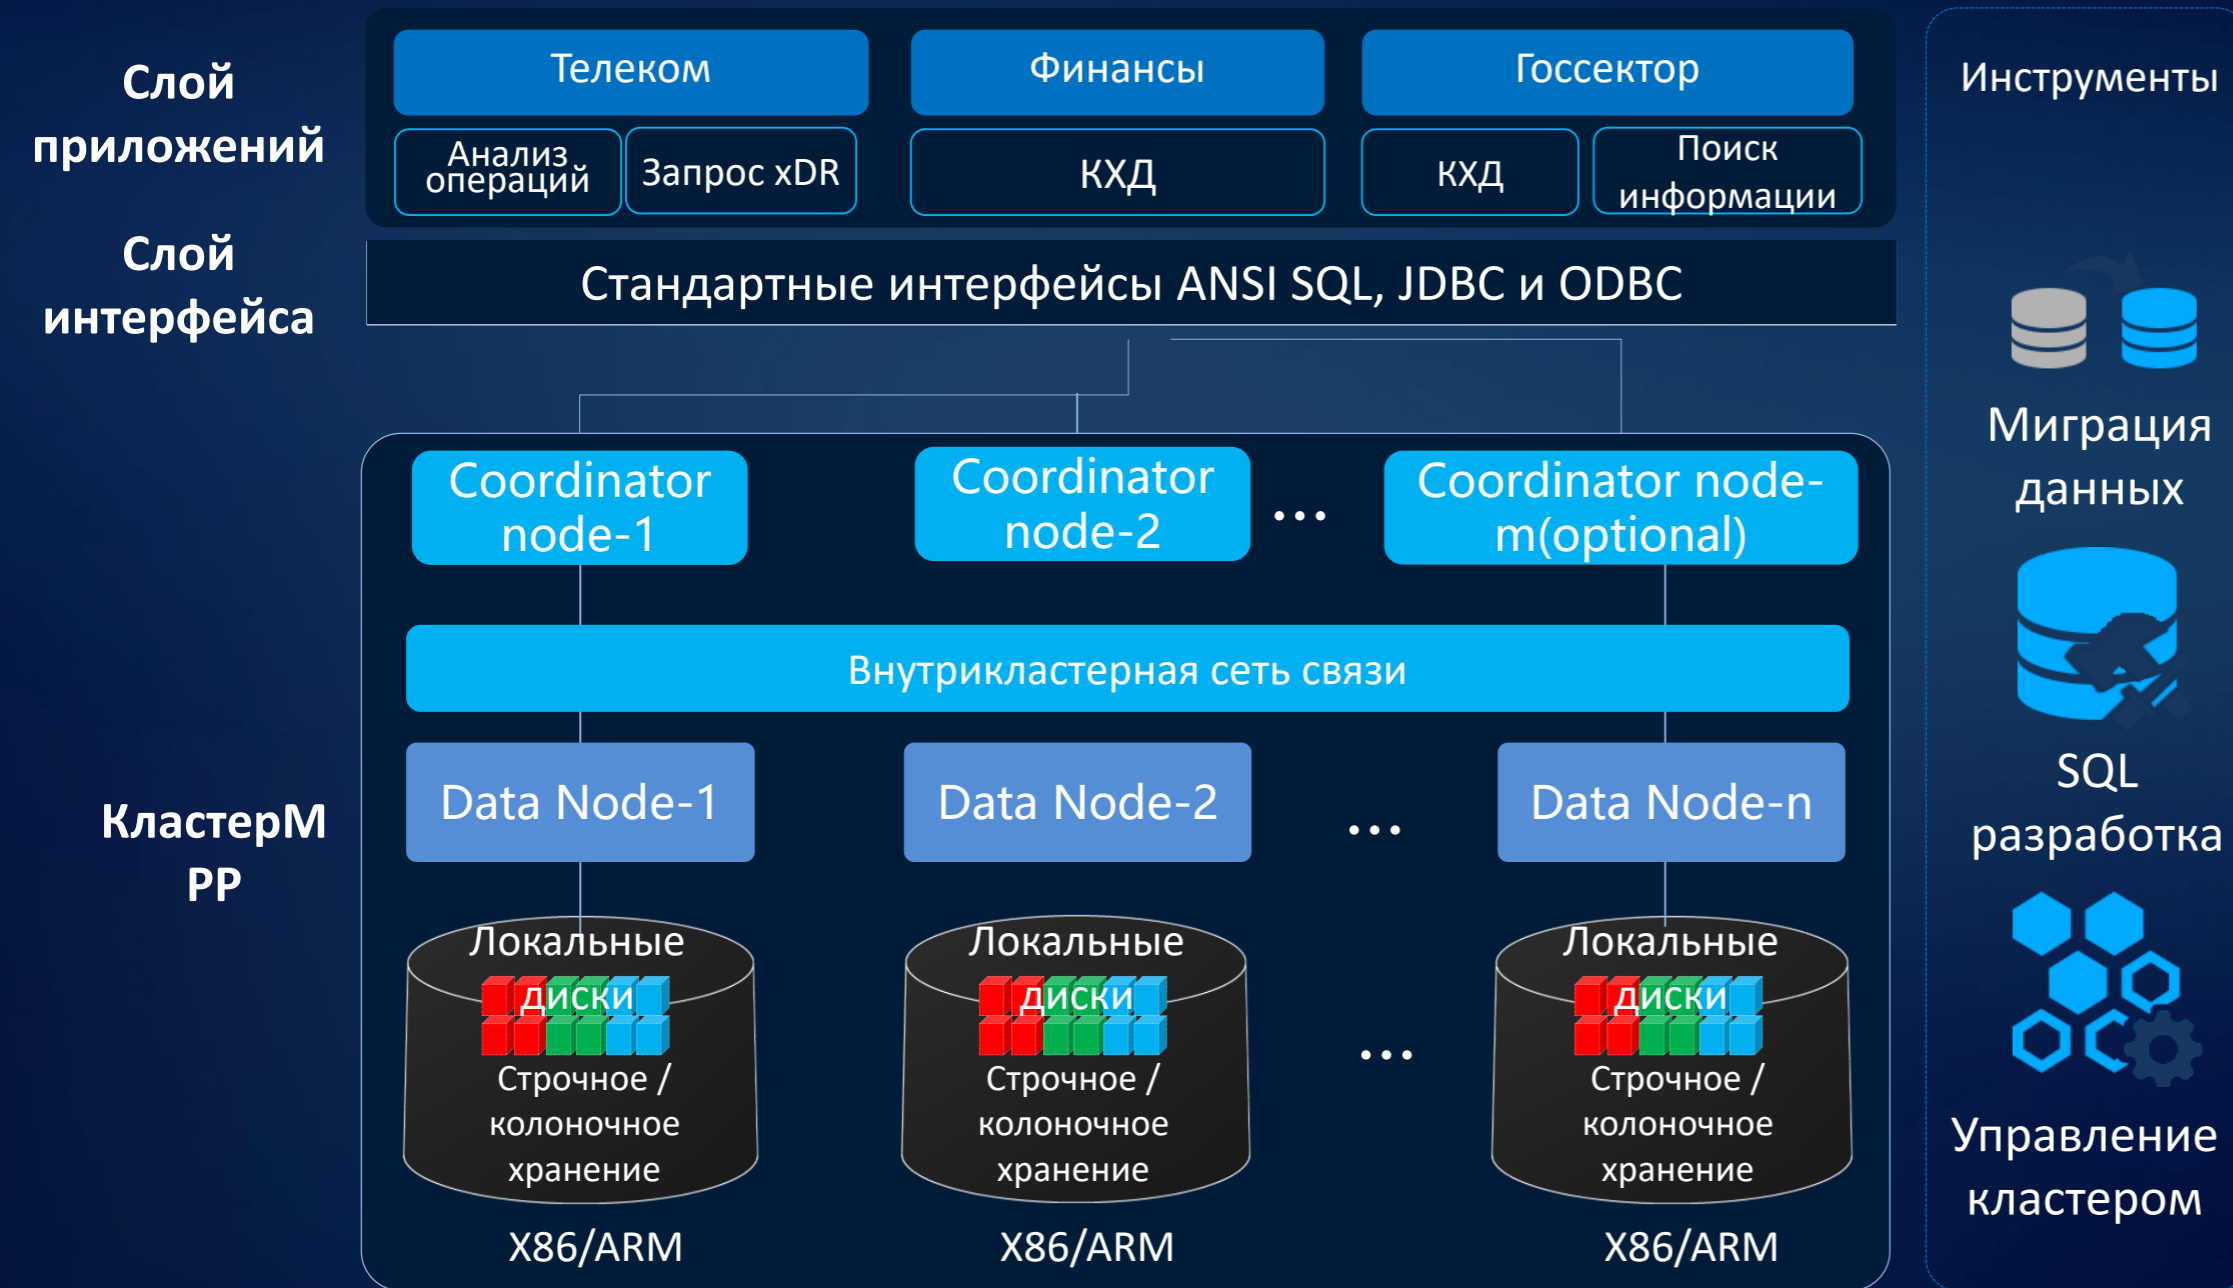 Слой
приложений
Телеком
Финансы
Госсектор
Анализ
операций
Запрос xDR
КХД
КХД
Поиск
информации
Слой
интерфейса
Стандартные интерфейсы ANSI SQL, JDBC и ODBC
КластерМ
PP
Coordinator
node-1
Coordinator
node-2
...
Coordinator node-
m(optional)
Внутрикластерная сеть связи
Data Node-1
Data Node-2
...
Data Node-n
Локальные
диски
Строчное /
колоночное
хранение
X86/ARM
Локальные
диски
Строчное /
колоночное
хранение
X86/ARM
...
Локальные
диски
Строчное /
колоночное
хранение
X86/ARM
Инструменты
Миграция
данных
SQL
разработка
Управление
кластером